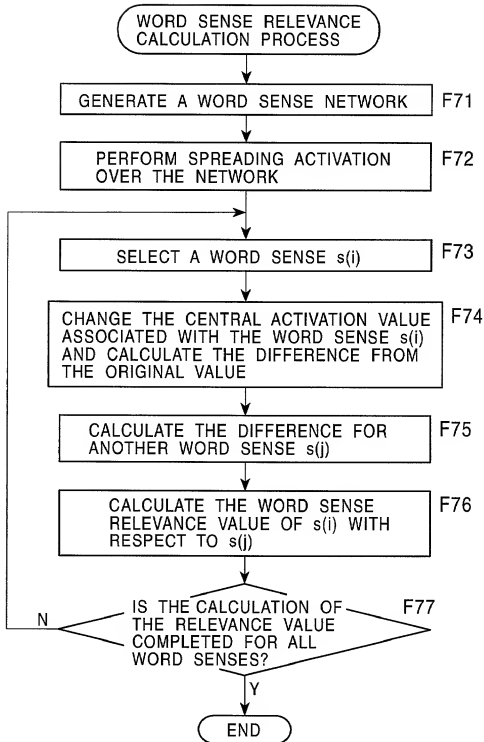 WORD SENSE RELEVANCE
CALCULATION PROCESS
GENERATE A WORD SENSE NETWORK
F71
PERFORM SPREADING ACTIVATION
OVER THE NETWORK
F72
SELECT A WORD SENSE s(i)
F73
CHANGE THE CENTRAL ACTIVATION VALUE
ASSOCIATED WITH THE WORD SENSE s(i)
AND CALCULATE THE DIFFERENCE FROM
THE ORIGINAL VALUE
F74
CALCULATE THE DIFFERENCE FOR
ANOTHER WORD SENSE s(j)
F75
CALCULATE THE WORD SENSE
RELEVANCE VALUE OF s(i) WITH
RESPECT TO s(j)
F76
IS THE CALCULATION OF
THE RELEVANCE VALUE
COMPLETED FOR ALL
WORD SENSES?
F77
N
Y
END